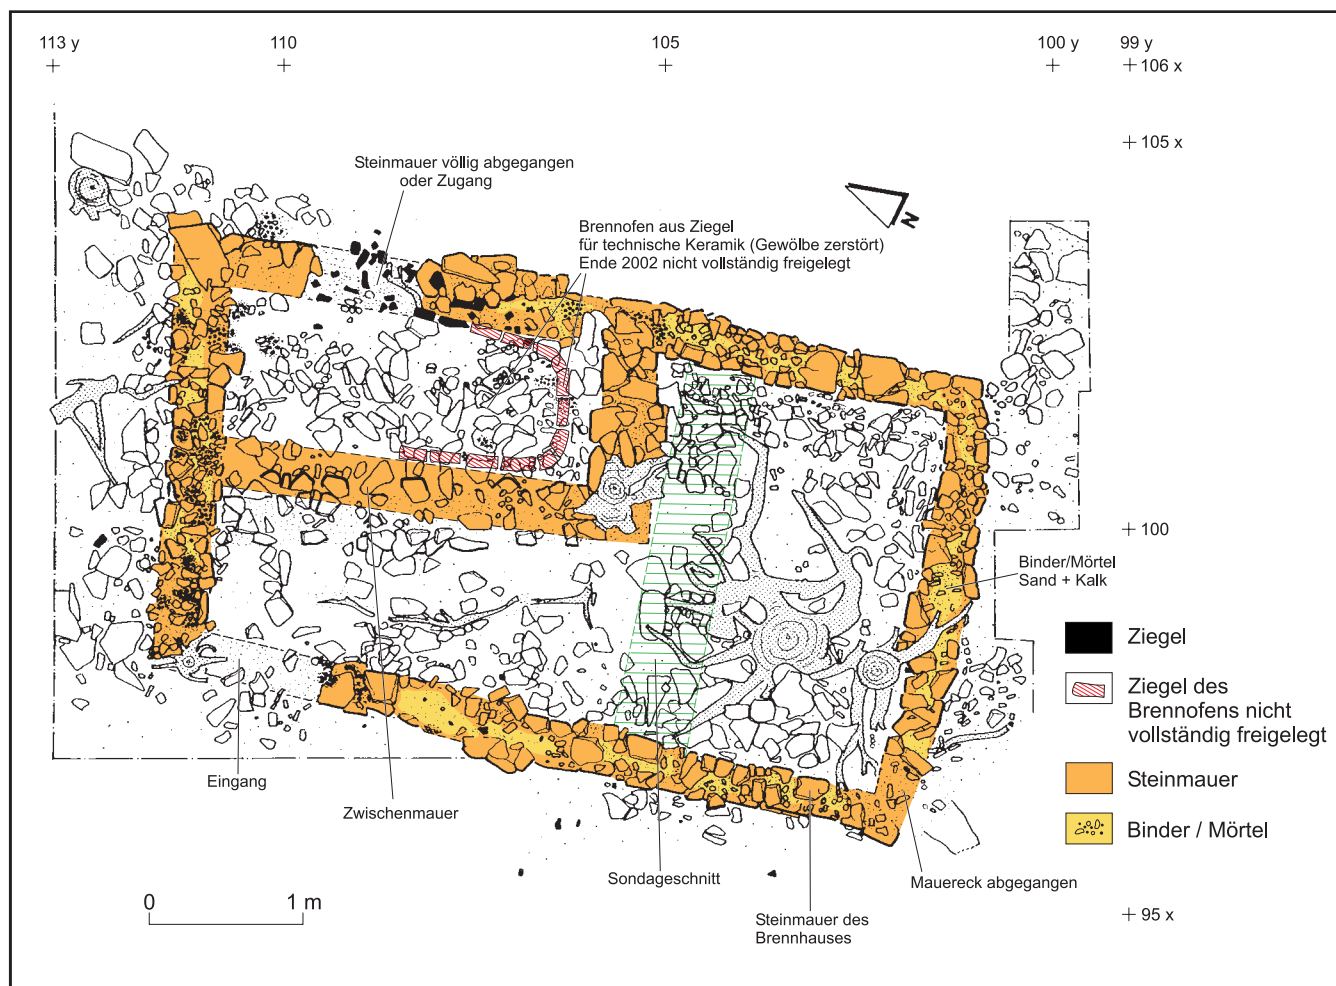 113 y
110
105
100 y
99 y
106 x
105 x
Steinmauer völlig abgegangen
oder Zugang
N
Brennofen aus Ziegel
für technische Keramik (Gewölbe zerstört)
Ende 2002 nicht vollständig freigelegt
100
Binder/Mörtel
Sand + Kalk
Ziegel
Ziegel des
Brennofens nicht
vollständig freigelegt
Steinmauer
Binder / Mörtel
Eingang
Zwischenmauer
Sondageschnitt
Mauereck abgegangen
Steinmauer des
Brennhauses
0
1 m
95 x